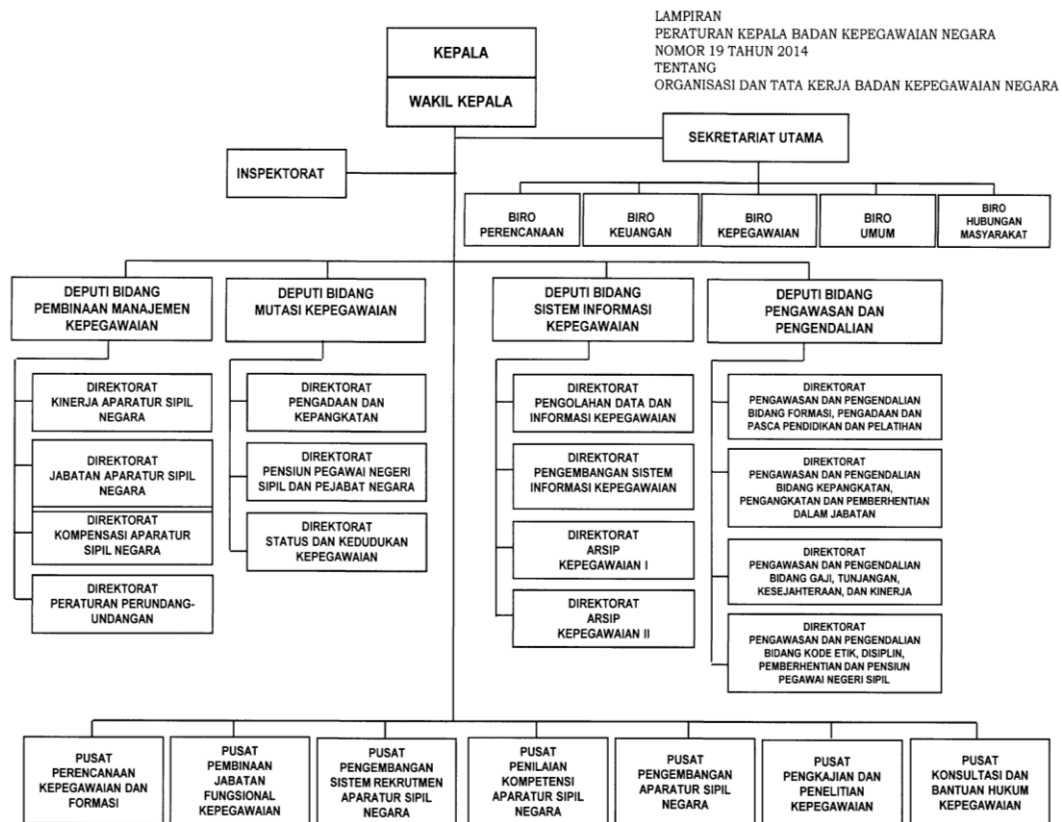 LAMPIRAN
PERATURAN KEPALA BADAN KEPEGAWAIAN NEGARA
NOMOR 19 TAHUN 2014
TENTANG
ORGANISASI DAN TATA KERJA BADAN KEPEGAWAIAN NEGARA
KEPALA
WAKIL KEPALA
SEKRETARIAT UTAMA
INSPEKTORAT
BIRO
PERENCANAAN
BIRO
KEUANGAN
BIRO
KEPEGAWAIAN
BIRO
UMUM
BIRO
HUBUNGAN
MASYARAKAT
DEPUTI BIDANG
PEMBINAAN MANAJEMEN
KEPEGAWAIAN
DEPUTI BIDANG
MUTASI KEPEGAWAIAN
DEPUTI BIDANG
SISTEM INFORMASI
KEPEGAWAIAN
DEPUTI BIDANG
PENGAWASAN DAN
PENGENDALIAN
DIREKTORAT
KINERJA APARATUR SIPIL
NEGARA
DIREKTORAT
JABATAN APARATUR SIPIL
NEGARA
DIREKTORAT
KOMPENSASI APARATUR
SIPIL NEGARA
DIREKTORAT
PERATURAN PERUNDANG-
UNDANGAN
DIREKTORAT
PENGADAAN DAN
KEPANGKATAN
DIREKTORAT
PENSIUN PEGAWAI NEGERI
SIPIL DAN PEJABAT NEGARA
DIREKTORAT
STATUS DAN KEDUDUKAN
KEPEGAWAIAN
DIREKTORAT
PENGOLAHAN DATA DAN
INFORMASI KEPEGAWAIAN
DIREKTORAT
PENGEMBANGAN SISTEM
INFORMASI KEPEGAWAIAN
DIREKTORAT
ARSIP
KEPEGAWAIAN I
DIREKTORAT
ARSIP
KEPEGAWAIAN II
DIREKTORAT
PENGAWASAN DAN PENGENDALIAN
BIDANG FORMASI, PENGADAAN DAN
PASCA PENDIDIKAN DAN PELATIHAN
DIREKTORAT
PENGAWASAN DAN PENGENDALIAN
BIDANG KEPANGKATAN,
PENGANGKATAN DAN PEMBERHENTIAN
DALAM JABATAN
DIREKTORAT
PENGAWASAN DAN PENGENDALIAN
BIDANG GAJI, TUNJANGAN,
KESEJAHTERAAN, DAN KINERJA
DIREKTORAT
PENGAWASAN DAN PENGENDALIAN
BIDANG KODE ETIK, DISIPLIN,
PEMBERHENTIAN DAN PENSIUN
PEGAWAI NEGERI SIPIL
PUSAT
PERENCANAAN
KEPEGAWAIAN DAN
FORMASI
PUSAT
PEMBINAAN
JABATAN
FUNGSIONAL
KEPEGAWAIAN
PUSAT
PENGEMBANGAN
SISTEM REKRUTMEN
APARATUR SIPIL
NEGARA
PUSAT
PENILAIAN
KOMPETENSI
APARATUR SIPIL
NEGARA
PUSAT
PENGEMBANGAN
APARATUR SIPIL
NEGARA
PUSAT
PENGKAJIAN DAN
PENELITIAN
KEPEGAWAIAN
PUSAT
KONSULTASI DAN
BANTUAN HUKUM
KEPEGAWAIAN